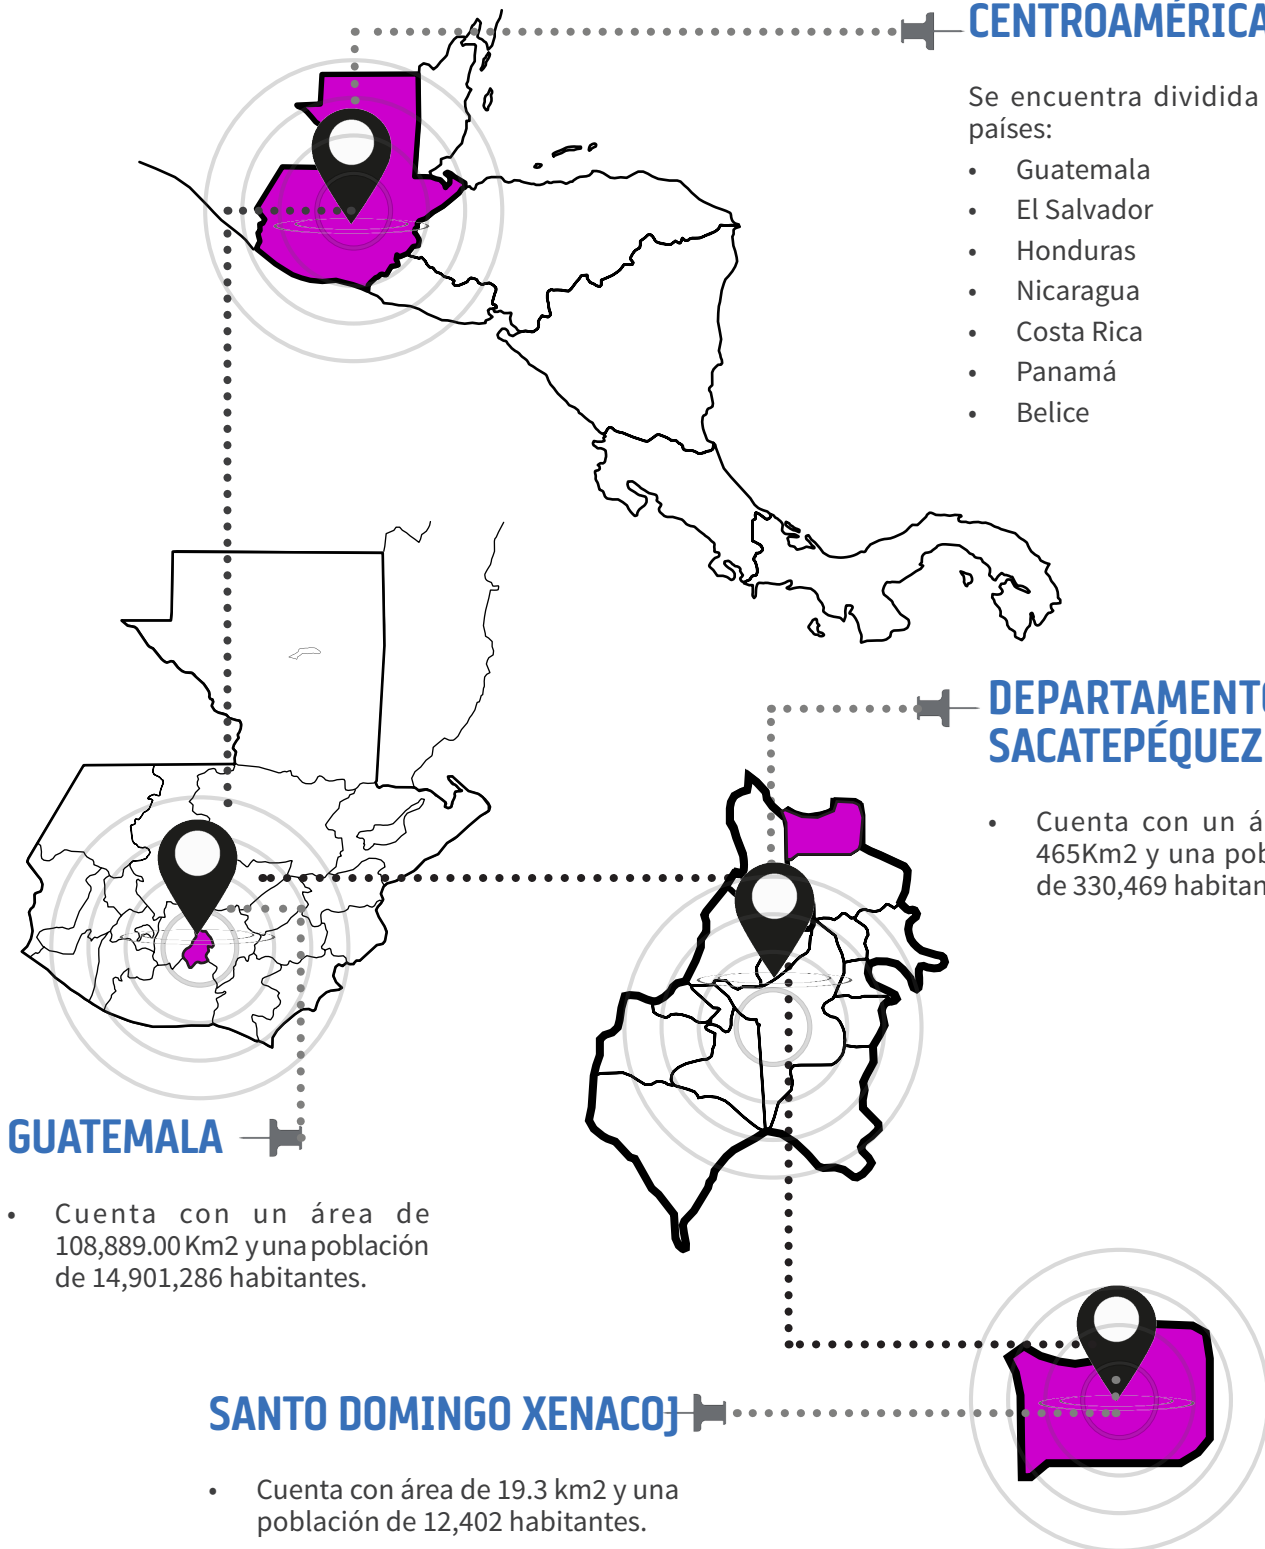 CENTROAMÉRICA
Se encuentra dividida
países:
• Guatemala
• El Salvador
• Honduras
• Nicaragua
• Costa Rica
• Panamá
• Belice
DEPARTAMENTO
SACATEPÉQUEZ
• Cuenta con un á
465Km2 y una pob
de 330,469 habitan
GUATEMALA
• Cuenta con un área de
108,889.00 Km2 y una población
de 14,901,286 habitantes.
SANTO DOMINGO XENACOJ
• Cuenta con área de 19.3 km2 y una
población de 12,402 habitantes.